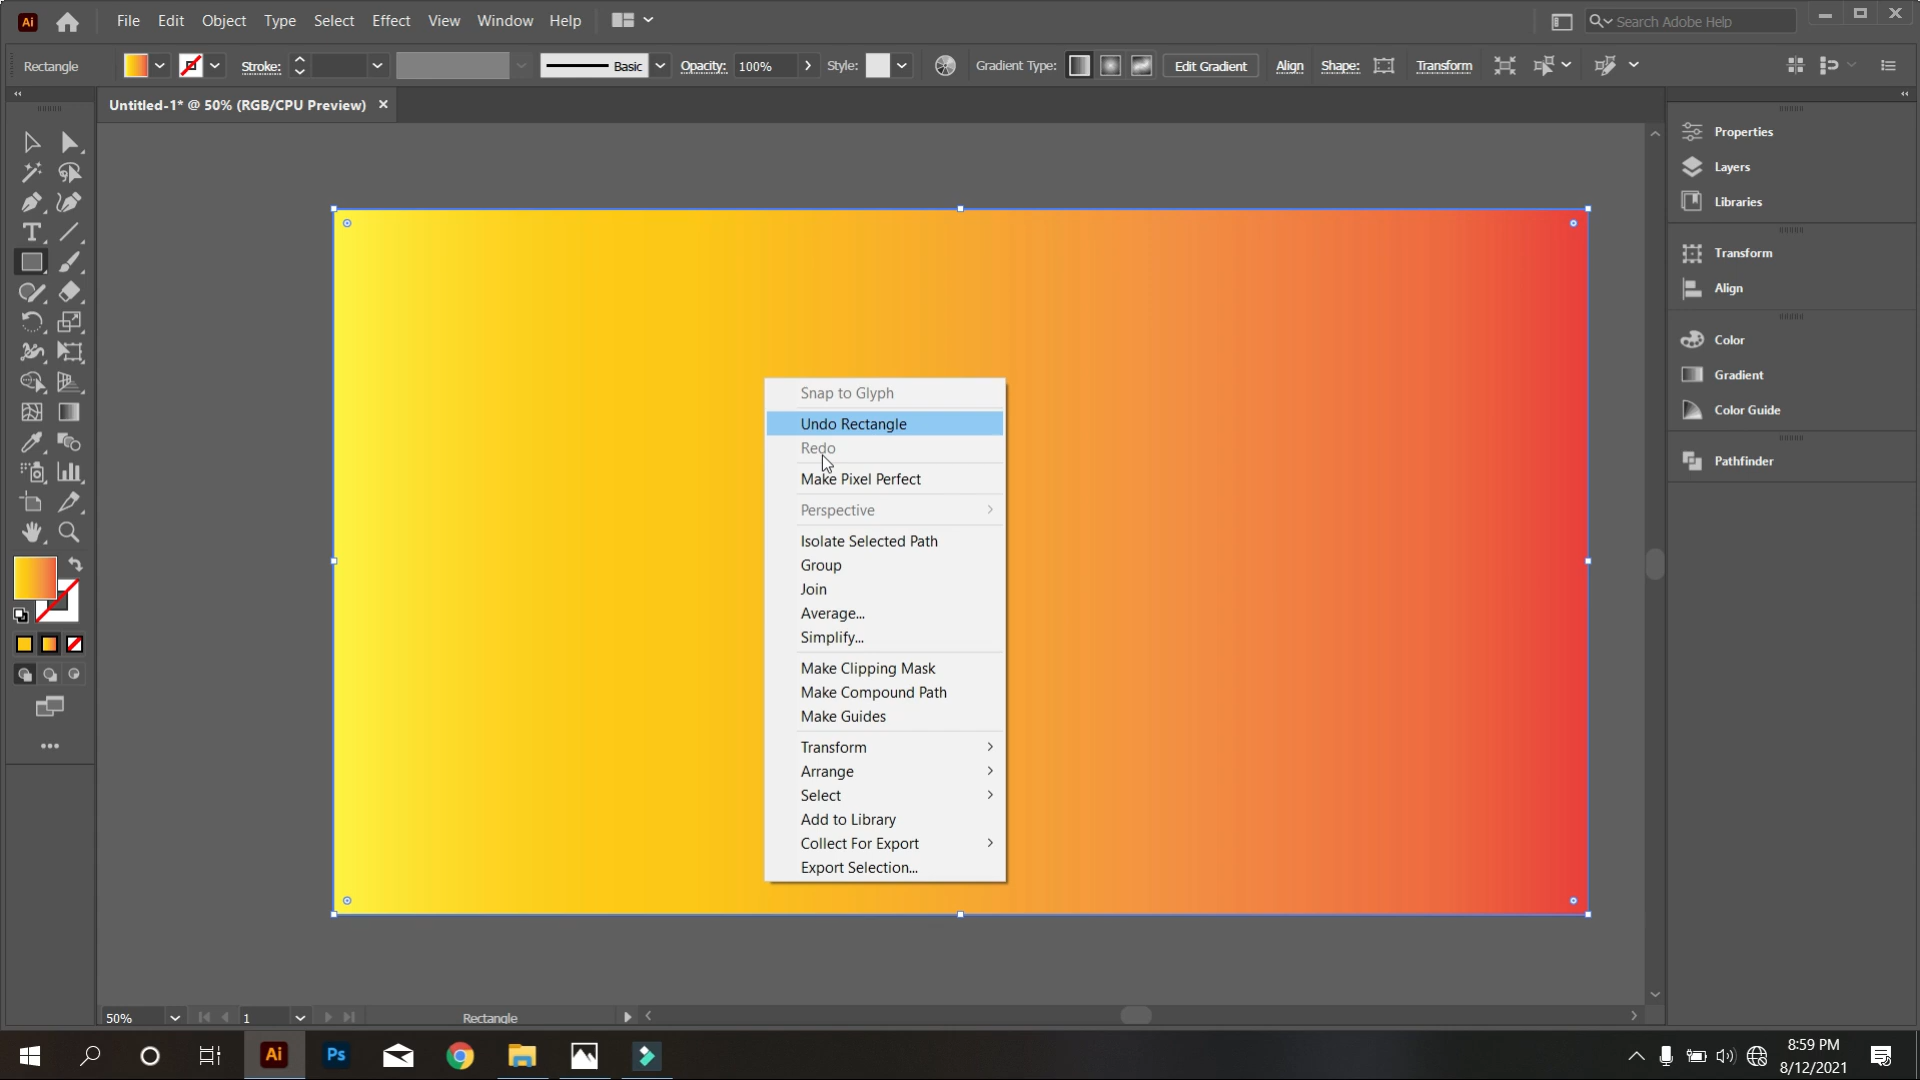 Ai File Edit Object Type Select Effect View Window Help Search Adobe Help
Rectangle Stroke: Basic Opacity: 100% Style: Gradient Type: Edit Gradient Align Shape: Transform
Untitled-1* @ 50% (RGB/CPU Preview)
Properties
Layers
Libraries
Transform
Align
Color
Gradient
Color Guide
Pathfinder
Snap to Glyph
Undo Rectangle
Redo
Make Pixel Perfect
Perspective
Isolate Selected Path
Group
Join
Average...
Simplify...
Make Clipping Mask
Make Compound Path
Make Guides
Transform
Arrange
Select
Add to Library
Collect For Export
Export Selection...
50% 1 Rectangle
Ai Ps 8:59 PM
8/12/2021